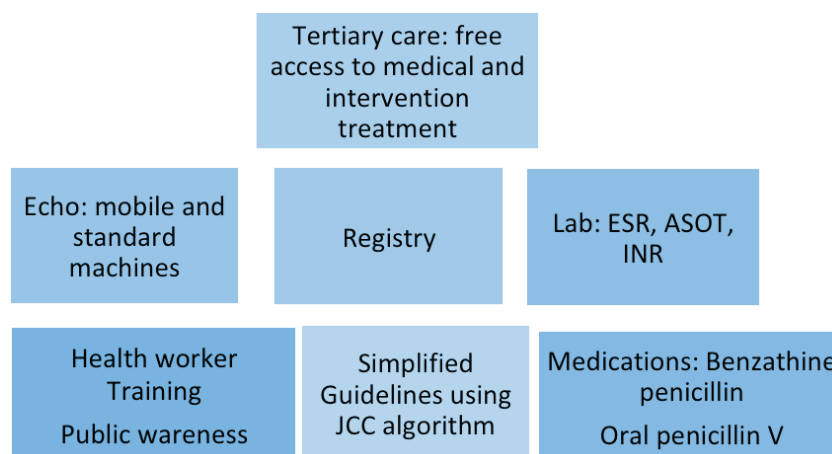 Tertiary care: free
access to medical and
intervention
treatment
Echo: mobile and
standard
machines
Registry
Lab: ESR, ASOT,
INR
Health worker
Training
Public wareness
Simplified
Guidelines using
JCC algorithm
Medications: Benzathine
penicillin
Oral penicillin V